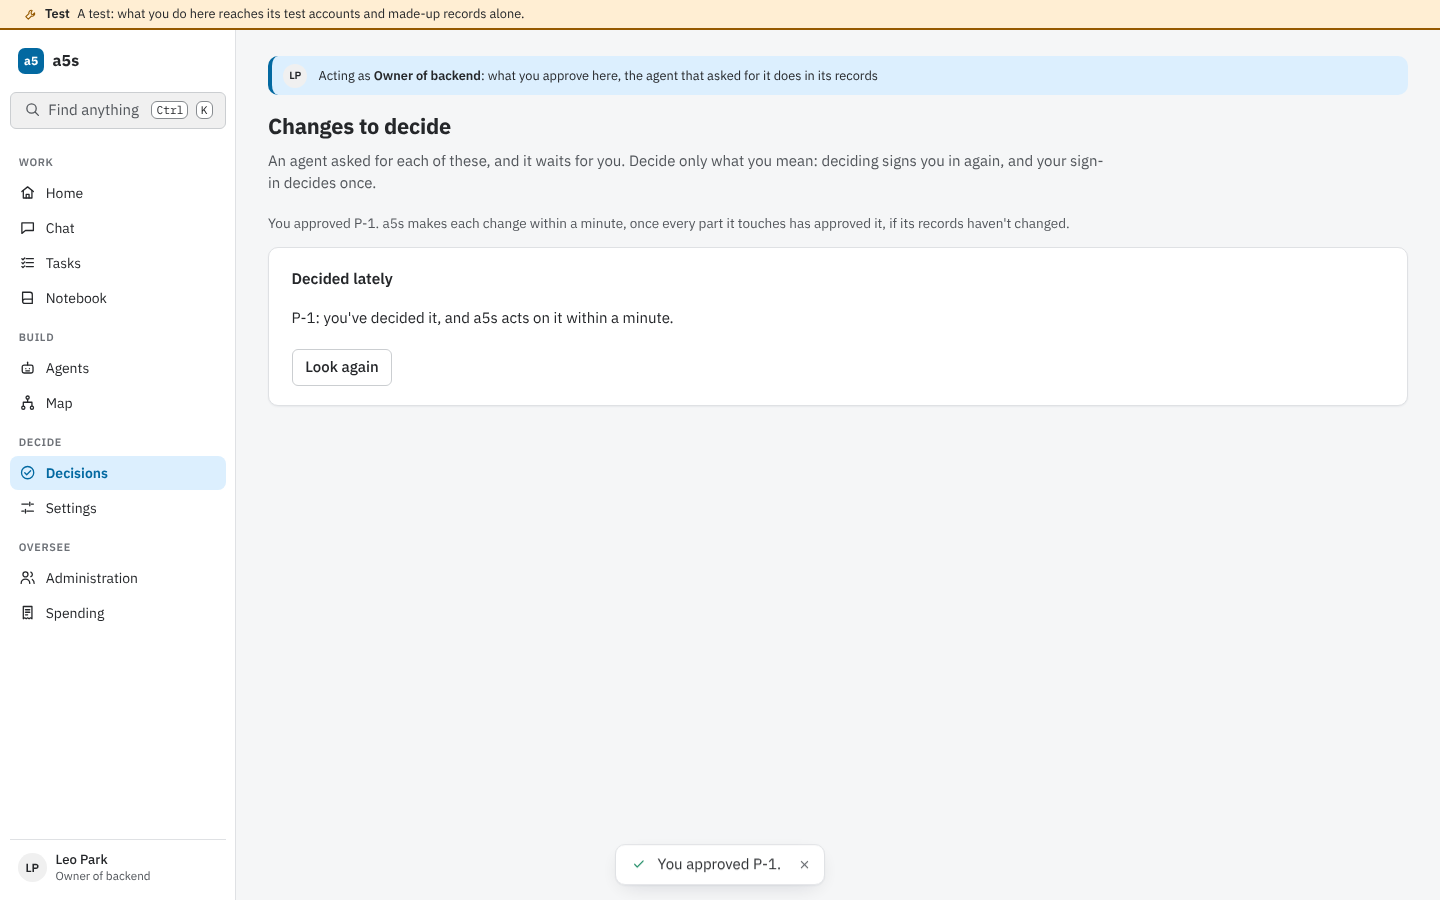 Test A test: what you do here reaches its test accounts and made-up records alone.
a5 a5s
Find anything Ctrl K
WORK
Home
Chat
Tasks
Notebook
BUILD
Agents
Map
DECIDE
Decisions
Settings
OVERSEE
Administration
Spending
LP Leo Park
Owner of backend
LP Acting as Owner of backend: what you approve here, the agent that asked for it does in its records
Changes to decide
An agent asked for each of these, and it waits for you. Decide only what you mean: deciding signs you in again, and your sign-
in decides once.
You approved P-1. a5s makes each change within a minute, once every part it touches has approved it, if its records haven't changed.
Decided lately
P-1: you've decided it, and a5s acts on it within a minute.
Look again
You approved P-1.